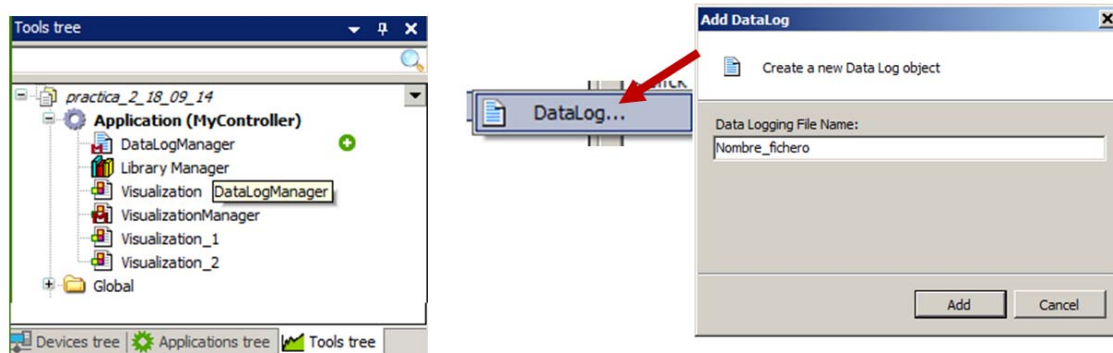 Tools tree
practica_2_18_09_14
Application (MyController)
DataLogManager
Library Manager
Visualization
DataLogManager
VisualizationManager
Visualization_1
Visualization_2
Global
Devices tree
Applications tree
Tools tree
DataLog...
Add DataLog
Create a new Data Log object
Data Logging File Name:
Nombre_fichero
Add
Cancel